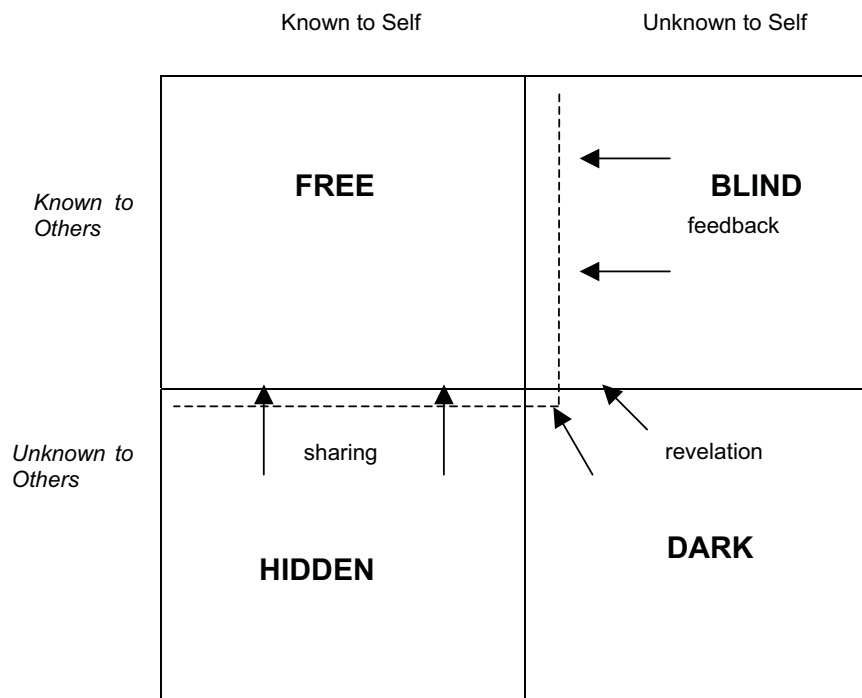 Known to Self
Unknown to Self
FREE
BLIND
Known to
Others
feedback
Unknown to
Others
sharing
revelation
HIDDEN
DARK